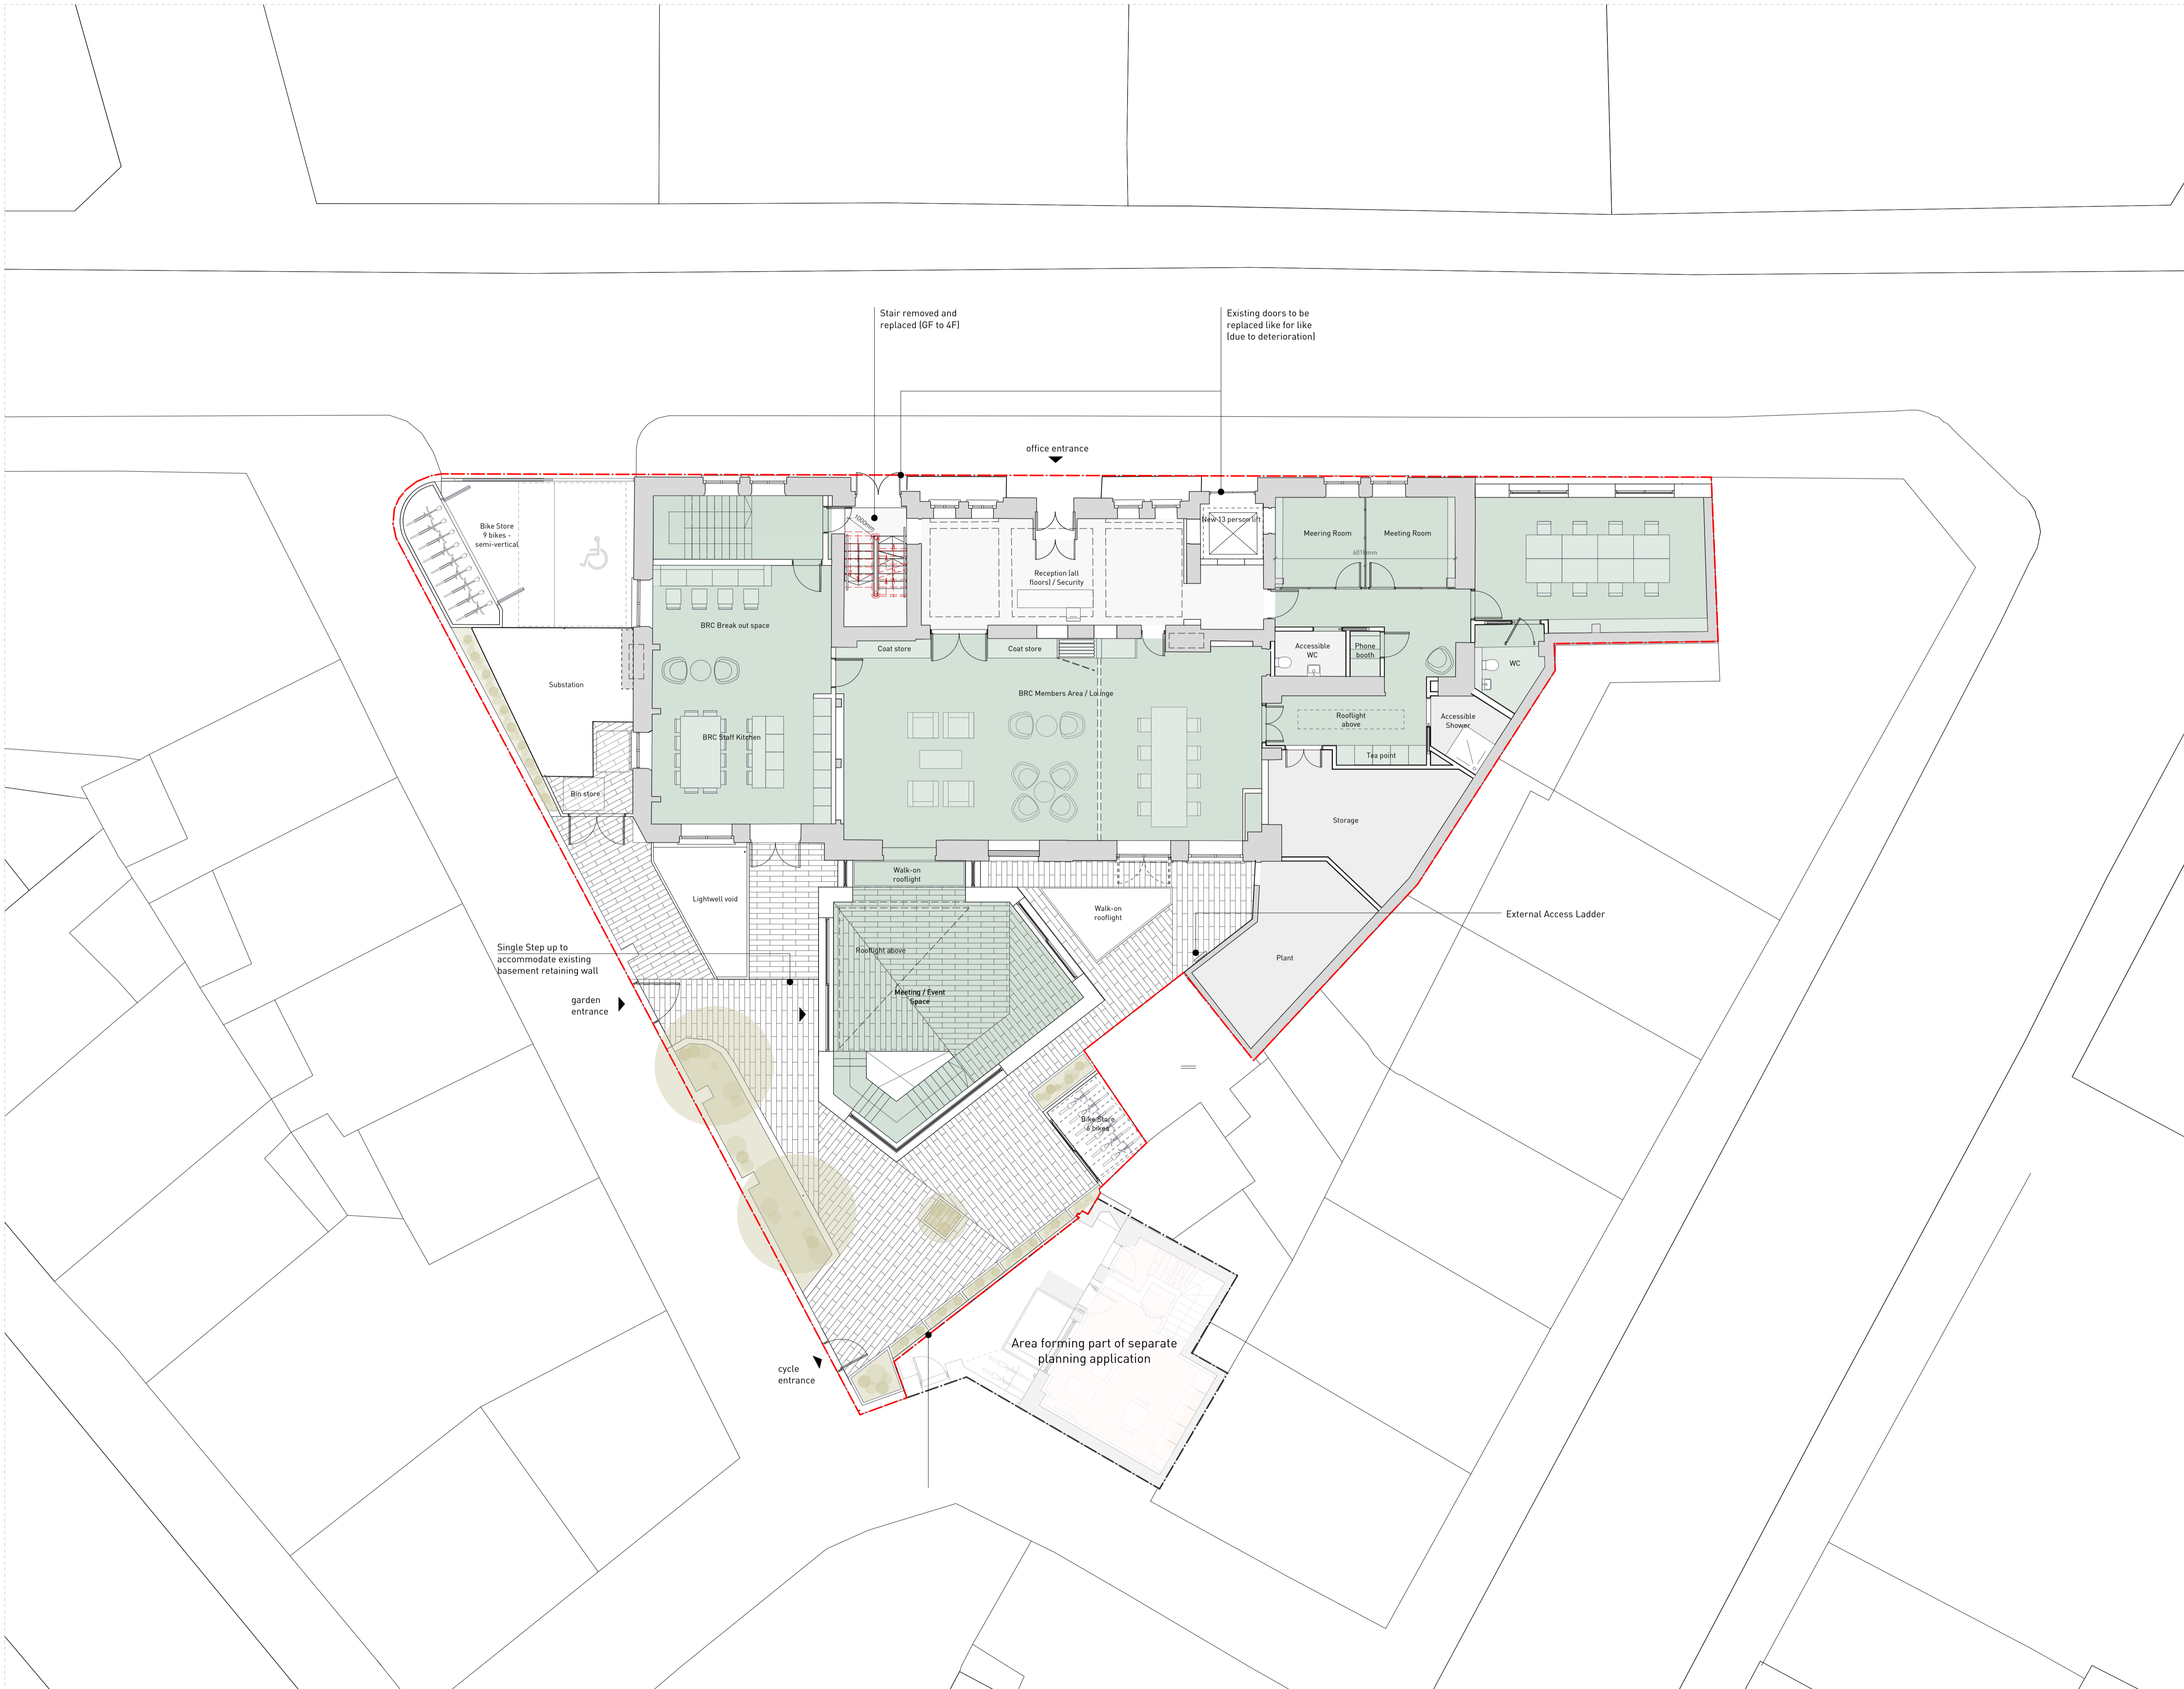 Stair removed and
replaced (GF to 4F)
Existing doors to be
replaced like for like
(due to deterioration)
office entrance
Bike Store
9 bikes -
semi-vertical
1000mm
New 13 person lift
Meering Room
Meeting Room
6010mm
Reception (all
floors) / Security
BRC Break out space
Coat store
Coat store
Accessible
WC
Phone
booth
WC
Substation
BRC Members Area / Lounge
Rooflight
above
Accessible
Shower
BRC Staff Kitchen
Tea point
Bin store
Storage
Walk-on
rooflight
Lightwell void
Walk-on
rooflight
External Access Ladder
Single Step up to
accommodate existing
basement retaining wall
Rooflight above
Plant
Meeting / Event
Space
garden
entrance
Bike Store
6 bikes
Area forming part of separate
planning application
cycle
entrance